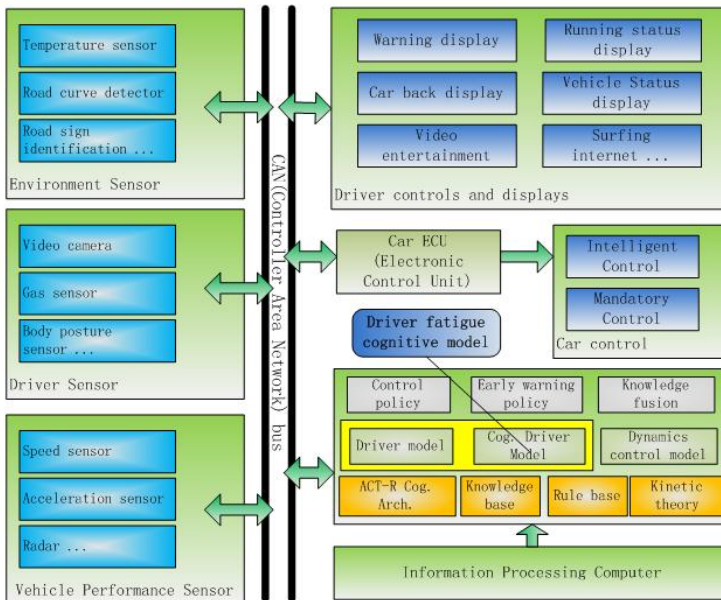 Temperature sensor
Road curve detector
Road sign
identification ...
Environment Sensor
Video camera
Gas sensor
Body posture
sensor ...
Driver Sensor
Speed sensor
Acceleration sensor
Radar ...
Vehicle Performance Sensor
CAN(Controller Area Network) bus
Warning display
Running status
display
Car back display
Vehicle Status
display
Video
entertainment
Surfing
internet ...
Driver controls and displays
Car ECU
(Electronic
Control Unit)
Intelligent
Control
Mandatory
Control
Car control
Driver fatigue
cognitive model
Control
policy
Early warning
policy
Knowledge
fusion
Driver model
Cog. Driver
Model
Dynamics
control model
ACT-R Cog.
Arch.
Knowledge
base
Rule base
Kinetic
theory
Information Processing Computer